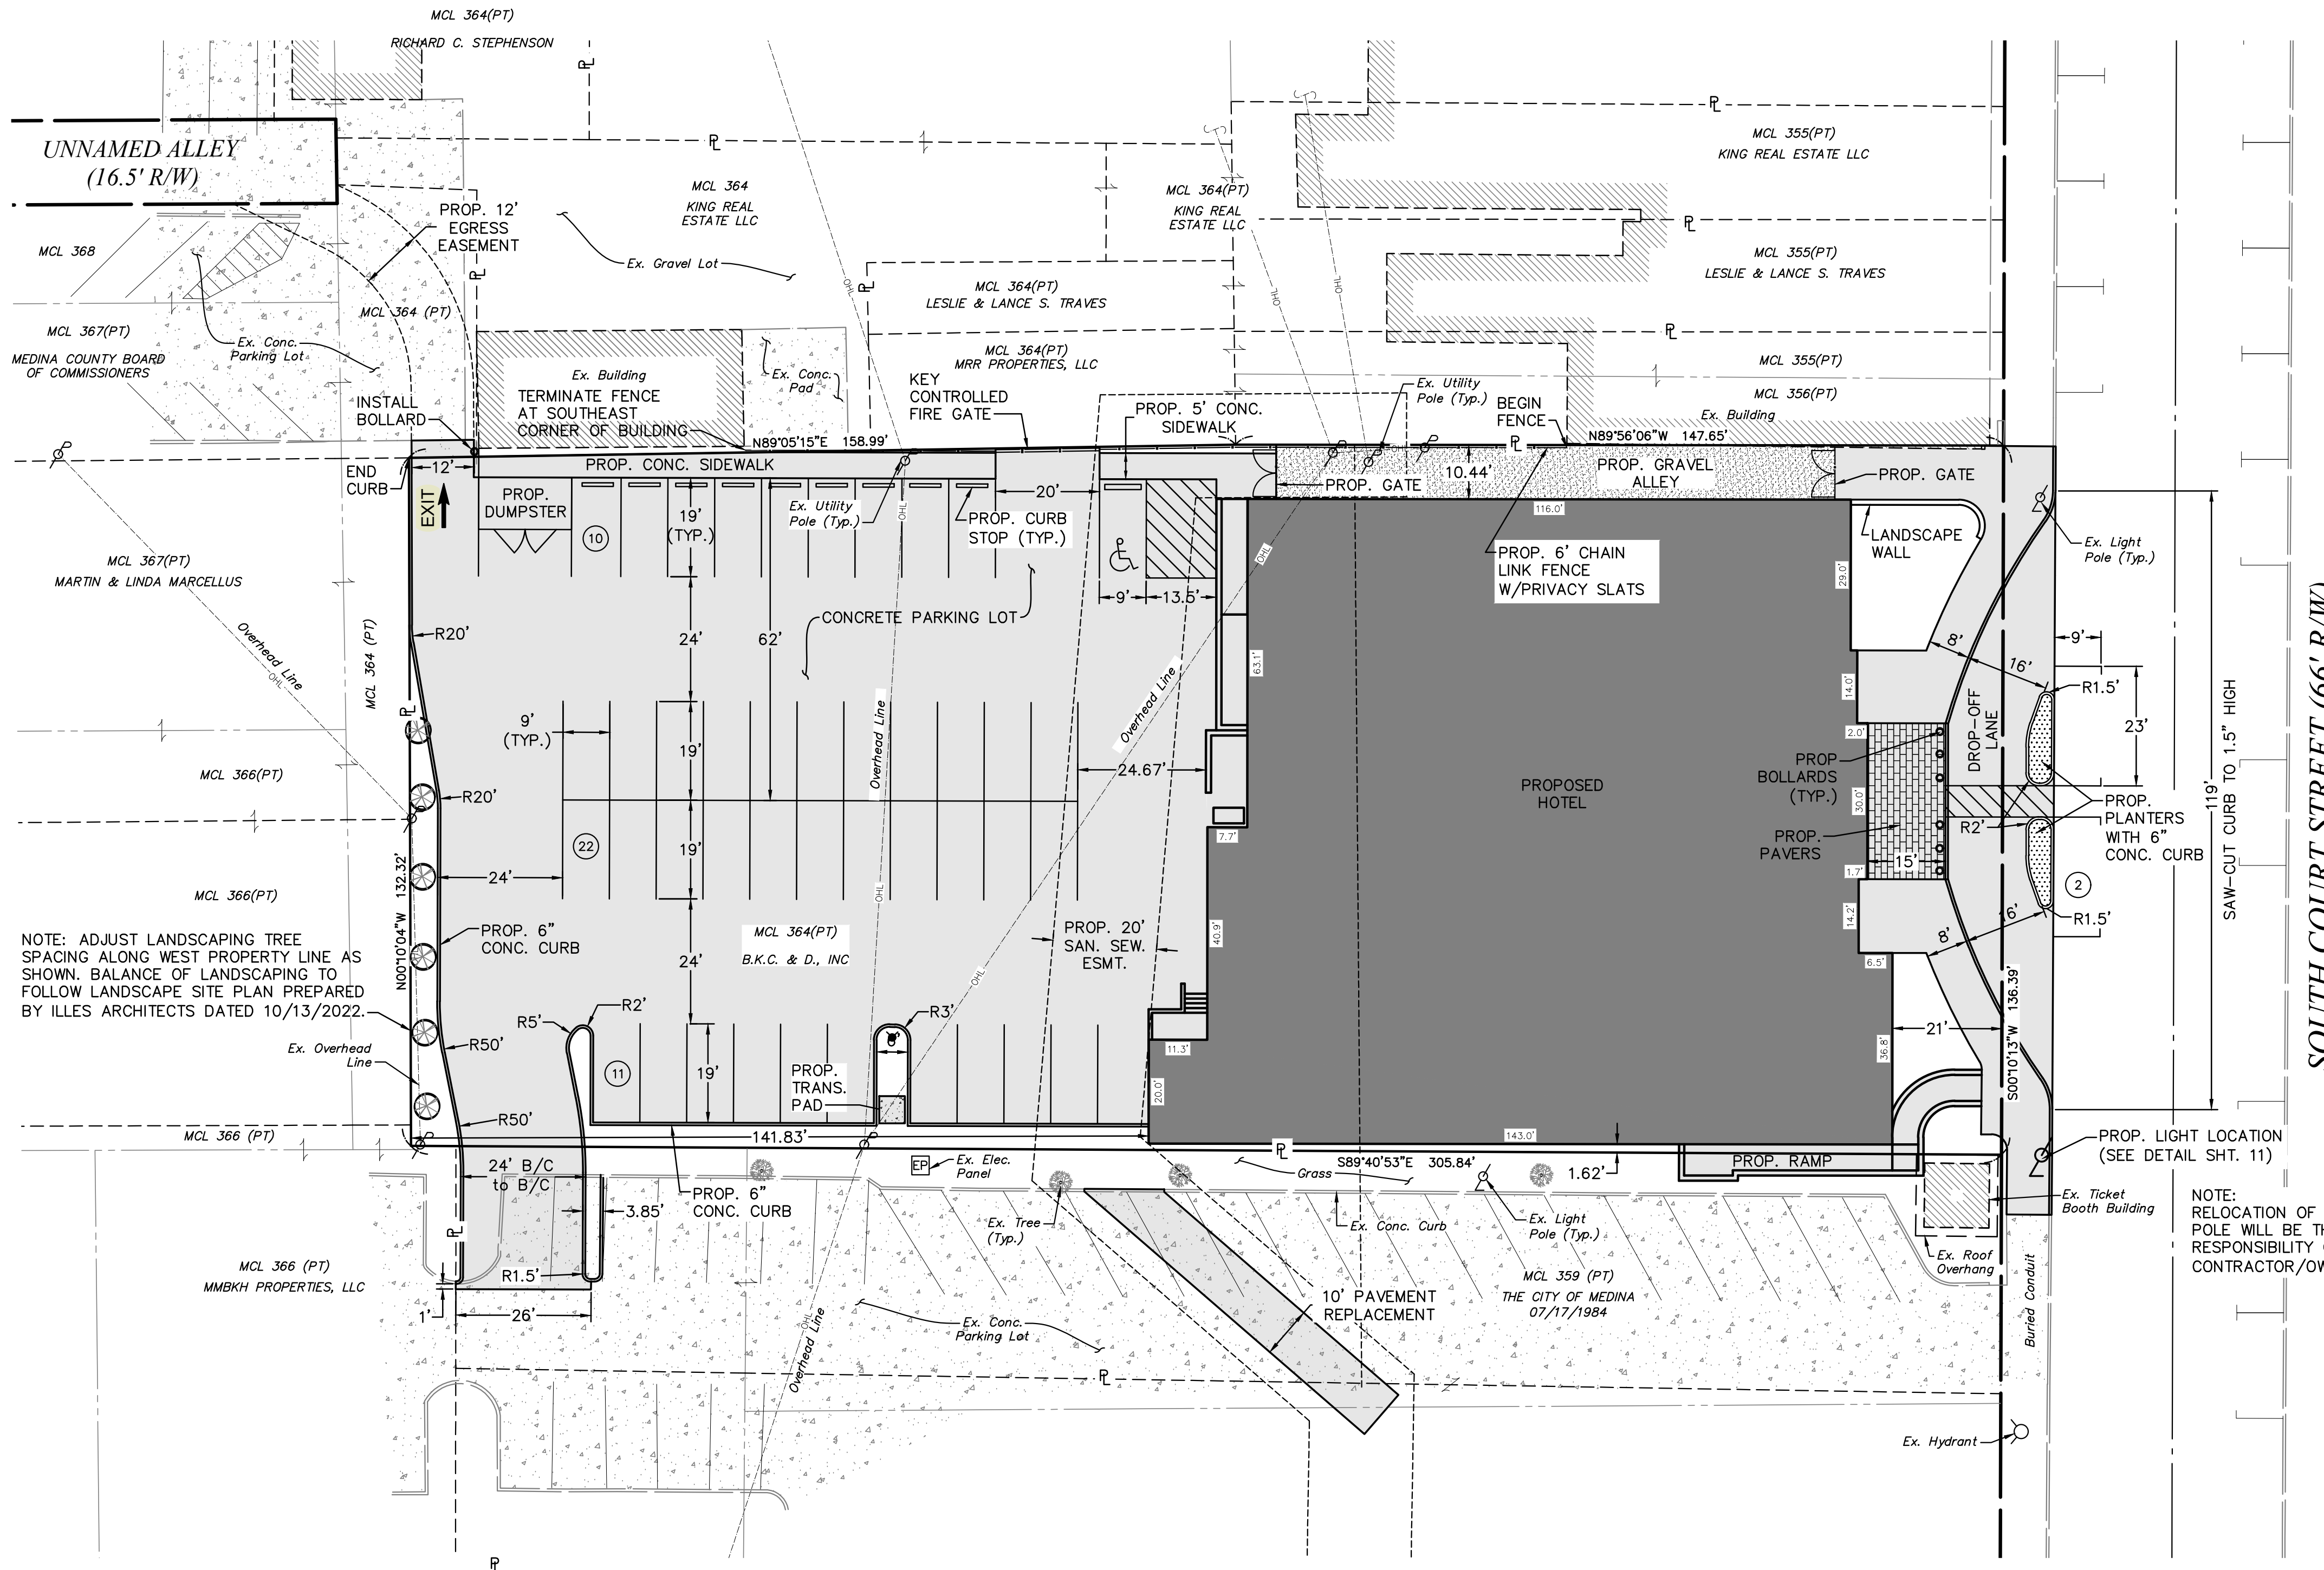 MCL 364(PT)
RICHARD C. STEPHENSON
UNNAMED ALLEY
(16.5' R/W)
PROP. 12'
EGRESS
EASEMENT
MCL 368
MCL 364
KING REAL
ESTATE LLC
Ex. Gravel Lot
MCL 364(PT)
KING REAL
ESTATE LLC
MCL 355(PT)
KING REAL ESTATE LLC
MCL 355(PT)
LESLIE & LANCE S. TRAVES
MCL 364(PT)
LESLIE & LANCE S. TRAVES
MCL 364 (PT)
MCL 367(PT)
MEDINA COUNTY BOARD
OF COMMISSIONERS
Ex. Conc.
Parking Lot
MCL 364(PT)
MRR PROPERTIES, LLC
MCL 355(PT)
MCL 356(PT)
Ex. Building
Ex. Building
Ex. Conc.
Pad
TERMINATE FENCE
AT SOUTHEAST
CORNER OF BUILDING
KEY
CONTROLLED
FIRE GATE
PROP. 5' CONC.
SIDEWALK
Ex. Utility
Pole (Typ.)
BEGIN
FENCE
INSTALL
BOLLARD
N89°05'15"E 158.99'
N89°56'06"W 147.65'
END
CURB
12'
PROP. CONC. SIDEWALK
EXIT
PROP.
DUMPSTER
10
19'
(TYP.)
Ex. Utility
Pole (Typ.)
PROP. CURB
STOP (TYP.)
20'
PROP. GATE
10.44'
PROP. GRAVEL
ALLEY
PROP. GATE
116.0'
LANDSCAPE
WALL
Ex. Light
Pole (Typ.)
PROP. 6' CHAIN
LINK FENCE
W/PRIVACY SLATS
29.0'
MCL 367(PT)
MARTIN & LINDA MARCELLUS
9'
13.5'
CONCRETE PARKING LOT
R20'
24'
62'
63.1'
Overhead Line
OHL
MCL 364 (PT)
8'
16'
9'
R1.5'
23'
14.0'
2.0'
DROP-OFF
LANE
9'
(TYP.)
19'
Overhead Line
Overhead Line
24.67'
PROPOSED
HOTEL
PROP
BOLLARDS
(TYP.)
30.0'
PROP.
PAVERS
R2'
PROP.
PLANTERS
WITH 6"
CONC. CURB
119'
SAW-CUT CURB TO 1.5" HIGH
SOUTH COURT STREET (66' R/W)
MCL 366(PT)
R20'
22
19'
7.7'
1.7'
15'
2
24'
MCL 366(PT)
N00°10'04"W 132.32'
PROP. 6"
CONC. CURB
MCL 364(PT)
B.K.C. & D., INC
PROP. 20'
SAN. SEW.
ESMT.
40.9'
14.2'
16'
R1.5'
8'
6.5'
24'
NOTE: ADJUST LANDSCAPING TREE
SPACING ALONG WEST PROPERTY LINE AS
SHOWN. BALANCE OF LANDSCAPING TO
FOLLOW LANDSCAPE SITE PLAN PREPARED
BY ILLES ARCHITECTS DATED 10/13/2022.
Ex. Overhead
Line
R5'
R2'
R3'
R50'
11
19'
PROP.
TRANS.
PAD
11.3'
20.0'
36.8'
21'
S00°10'13"W 136.39'
R50'
MCL 366 (PT)
141.83'
143.0'
PROP. LIGHT LOCATION
(SEE DETAIL SHT. 11)
24' B/C
to B/C
EP
Ex. Elec.
Panel
Grass
S89°40'53"E 305.84'
1.62'
PROP. RAMP
3.85'
PROP. 6"
CONC. CURB
Ex. Tree
(Typ.)
Ex. Conc. Curb
Ex. Light
Pole (Typ.)
Ex. Ticket
Booth Building
NOTE:
RELOCATION OF
POLE WILL BE
RESPONSIBILITY
Ex. Roof
Overhang
MCL 366 (PT)
MMBKH PROPERTIES, LLC
R1.5'
1'
26'
10' PAVEMENT
REPLACEMENT
MCL 359 (PT)
THE CITY OF MEDINA
07/17/1984
Ex. Conc.
Parking Lot
Overhead Line
Buried Conduit
Ex. Hydrant